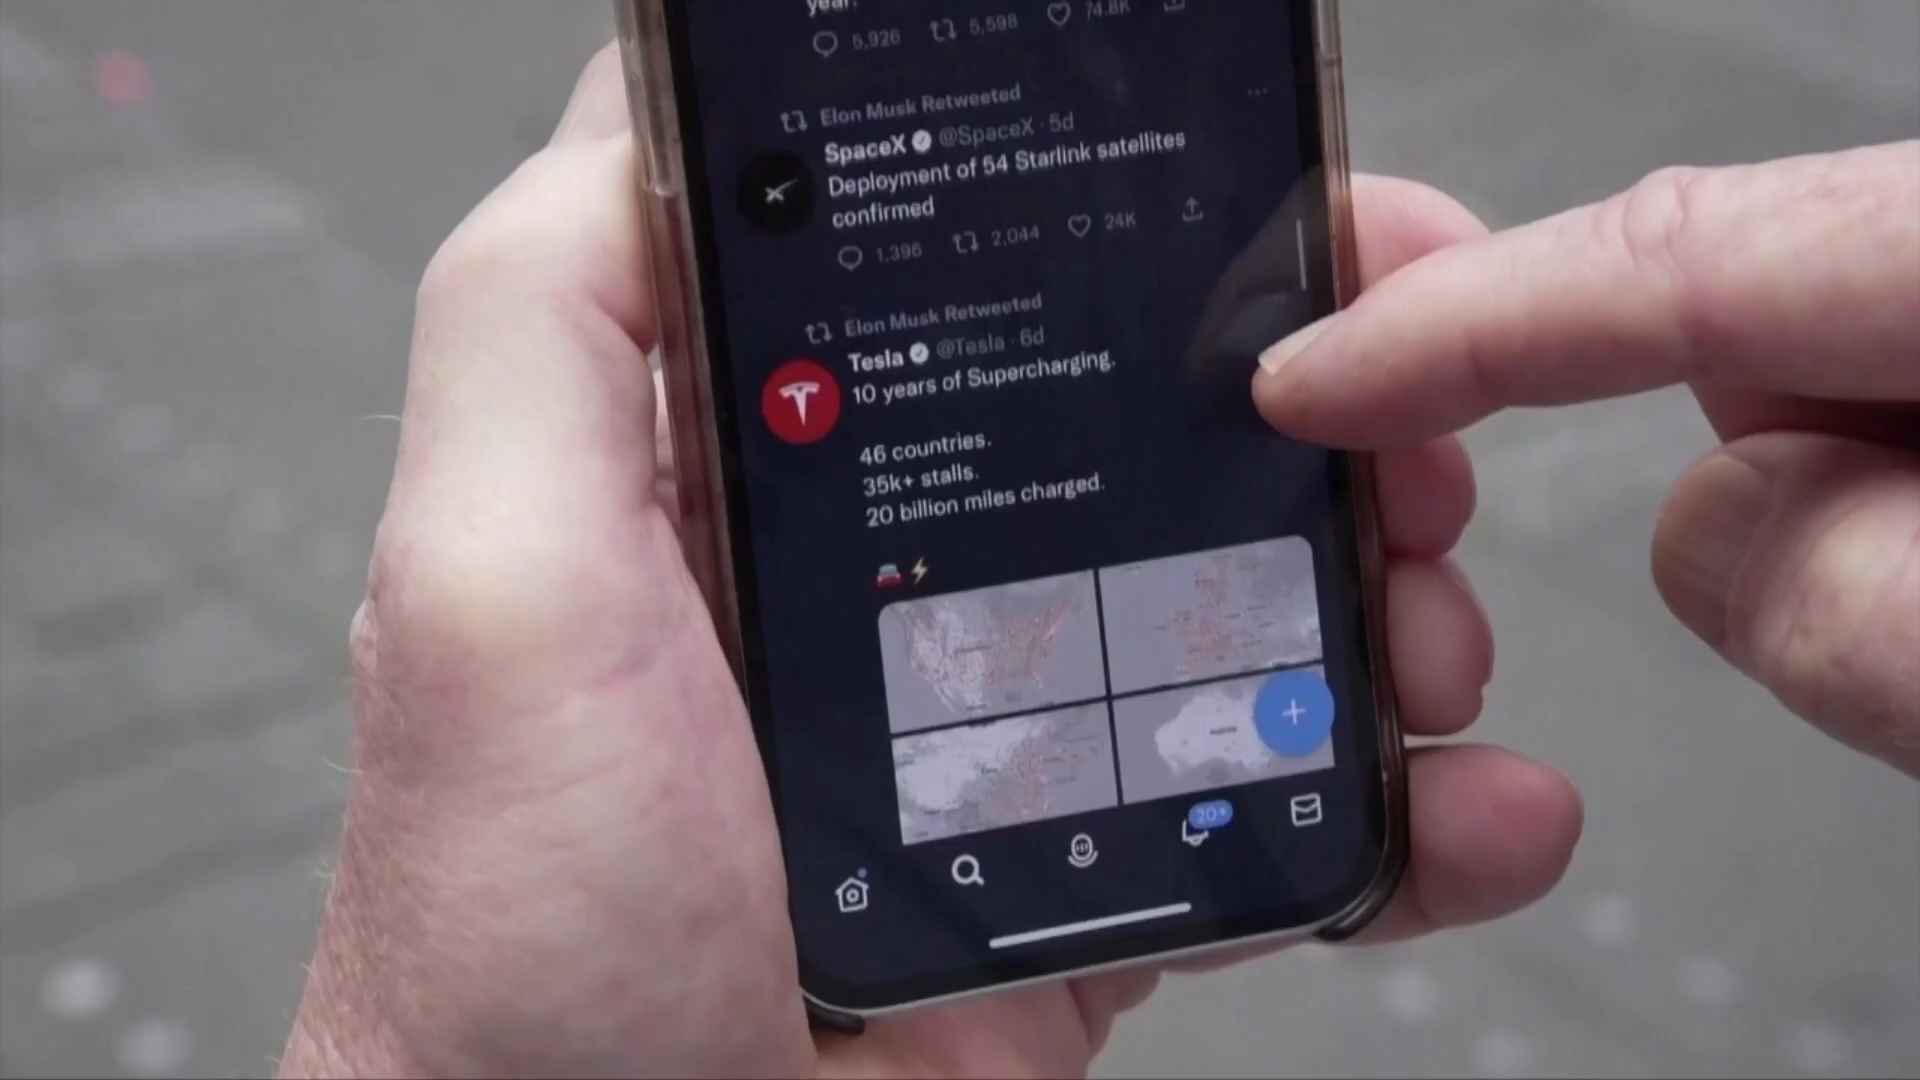 year.
5,926 5,598 74.8K
Elon Musk Retweeted
SpaceX @SpaceX · 5d
Deployment of 54 Starlink satellites
confirmed
1,396 2,044 24K
Elon Musk Retweeted
Tesla @Tesla · 6d
10 years of Supercharging.
46 countries.
35k+ stalls.
20 billion miles charged.
20+